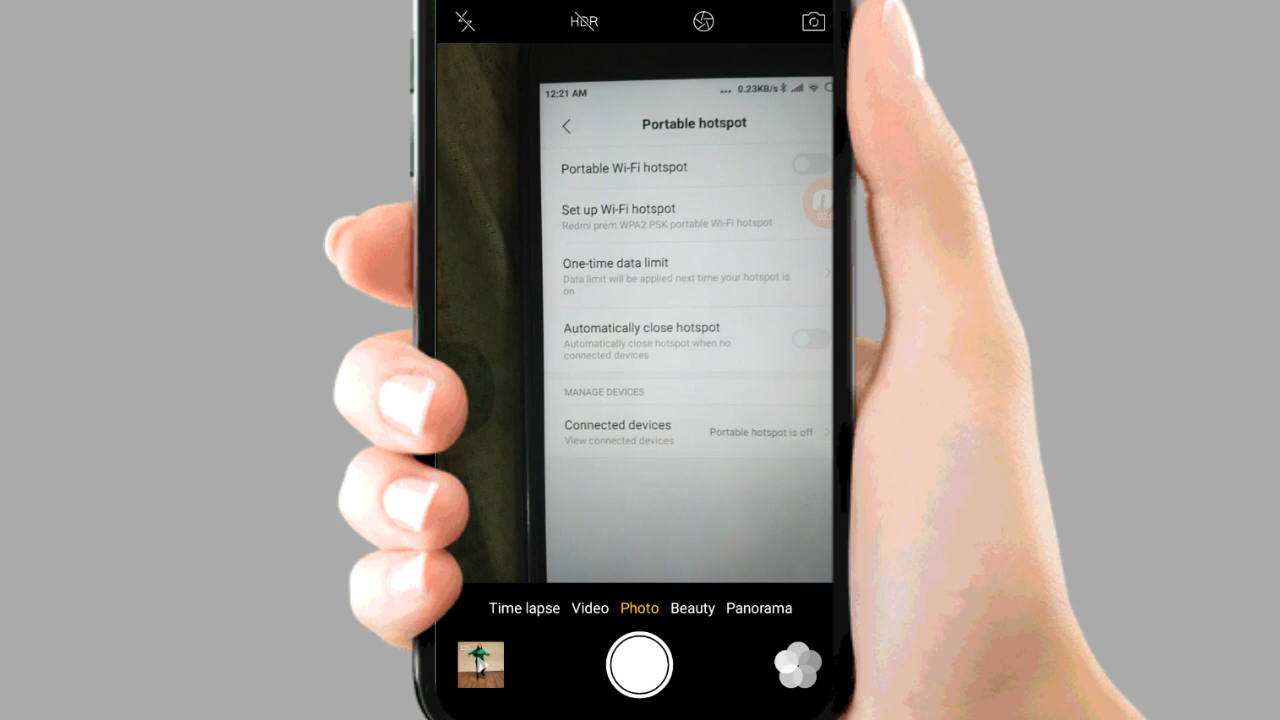 HDR
12:21 AM ... 0.23KB/s
Portable hotspot
Portable Wi-Fi hotspot
Set up Wi-Fi hotspot
Redmi prem WPA2 PSK portable Wi-Fi hotspot
One-time data limit
Data limit will be applied next time your hotspot is
on
Automatically close hotspot
Automatically close hotspot when no
connected devices
MANAGE DEVICES
Connected devices
View connected devices
Portable hotspot is off
Time lapse Video Photo Beauty Panorama